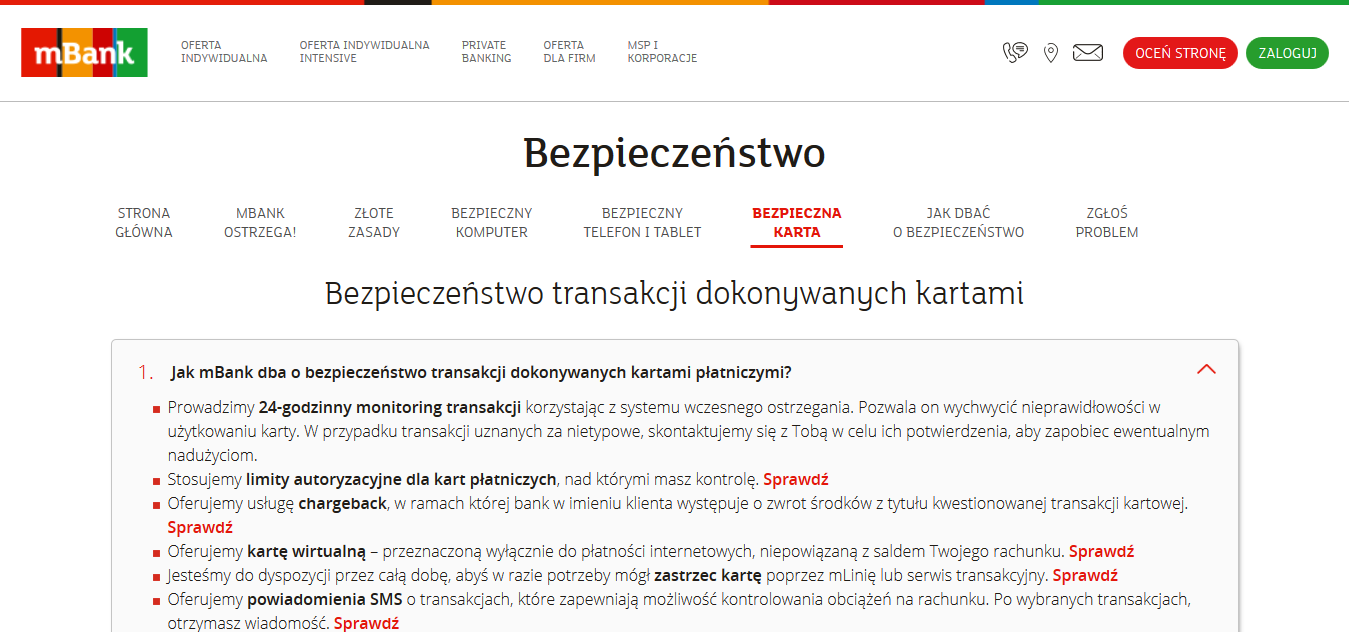 mBank
OFERTA
INDYWIDUALNA
OFERTA INDYWIDUALNA
INTENSIVE
PRIVATE
BANKING
OFERTA
DLA FIRM
MSP I
KORPORACJE
OCEŃ STRONĘ
ZALOGUJ
Bezpieczeństwo
STRONA
GŁÓWNA
MBANK
OSTRZEGA!
ZŁOTE
ZASADY
BEZPIECZNY
KOMPUTER
BEZPIECZNY
TELEFON I TABLET
BEZPIECZNA
KARTA
JAK DBAĆ
O BEZPIECZEŃSTWO
ZGŁOŚ
PROBLEM
Bezpieczeństwo transakcji dokonywanych kartami
1. Jak mBank dba o bezpieczeństwo transakcji dokonywanych kartami płatniczymi?
Prowadzimy 24-godzinny monitoring transakcji korzystając z systemu wczesnego ostrzegania. Pozwala on wychwycić nieprawidłowości w
użytkowaniu karty. W przypadku transakcji uznanych za nietypowe, skontaktujemy się z Tobą w celu ich potwierdzenia, aby zapobiec ewentualnym
nadużyciom.
Stosujemy limity autoryzacyjne dla kart płatniczych, nad którymi masz kontrolę. Sprawdź
Oferujemy usługę chargeback, w ramach której bank w imieniu klienta występuje o zwrot środków z tytułu kwestionowanej transakcji kartowej.
Sprawdź
Oferujemy kartę wirtualną – przeznaczoną wyłącznie do płatności internetowych, niepowiązaną z saldem Twojego rachunku. Sprawdź
Jesteśmy do dyspozycji przez całą dobę, abyś w razie potrzeby mógł zastrzec kartę poprzez mLinię lub serwis transakcyjny. Sprawdź
Oferujemy powiadomienia SMS o transakcjach, które zapewniają możliwość kontrolowania obciążeń na rachunku. Po wybranych transakcjach,
otrzymasz wiadomość. Sprawdź